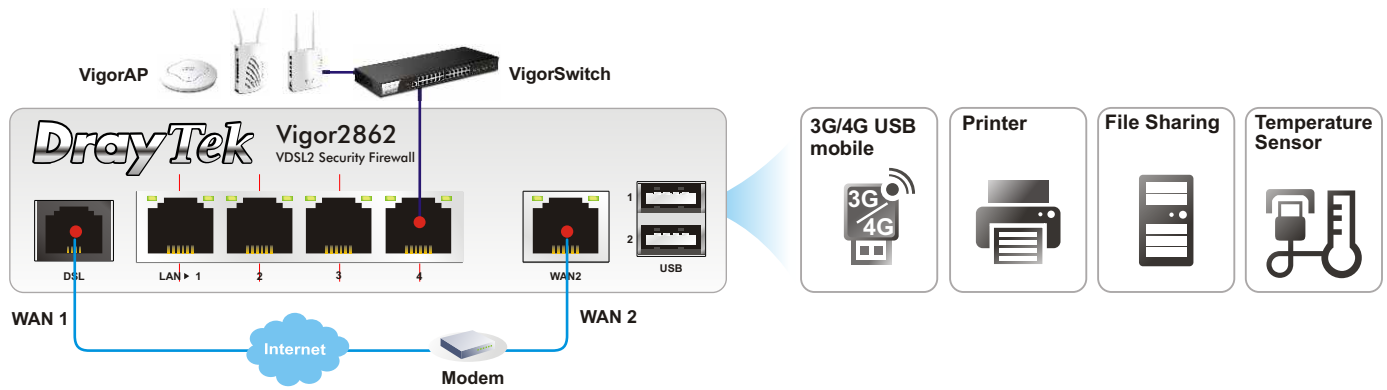 VigorAP
VigorSwitch
DrayTek
Vigor2862
VDSL2 Security Firewall
DSL
LAN ▶ 1
2
3
4
WAN2
1
2
USB
WAN 1
WAN 2
Internet
Modem
3G/4G USB
mobile
3G
4G
Printer
File Sharing
Temperature
Sensor